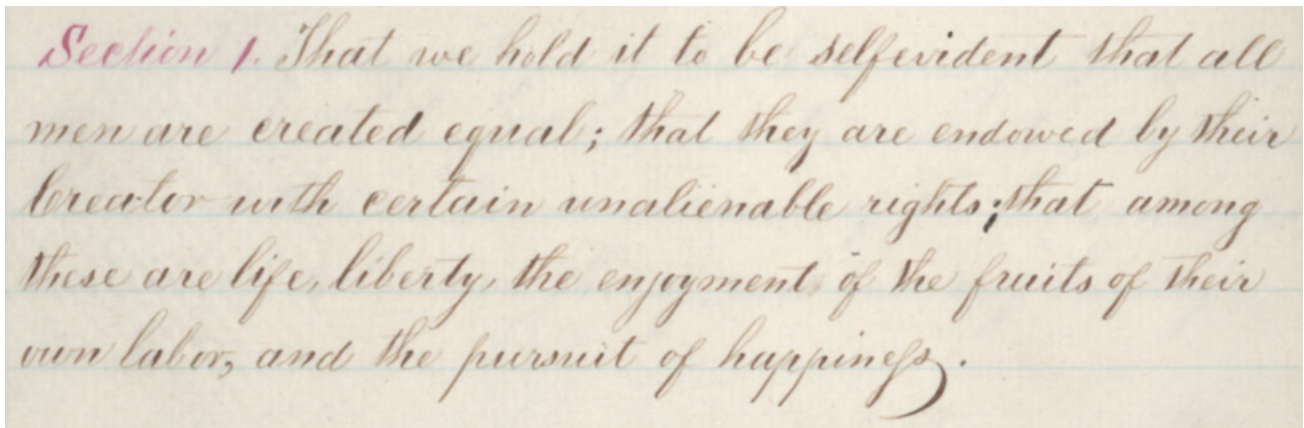 Section 1. That we hold it to be selfevident that all
men are created equal; that they are endowed by their
Creator with certain unalienable rights; that among
these are life, liberty, the enjoyment of the fruits of their
own labor, and the pursuit of happiness.